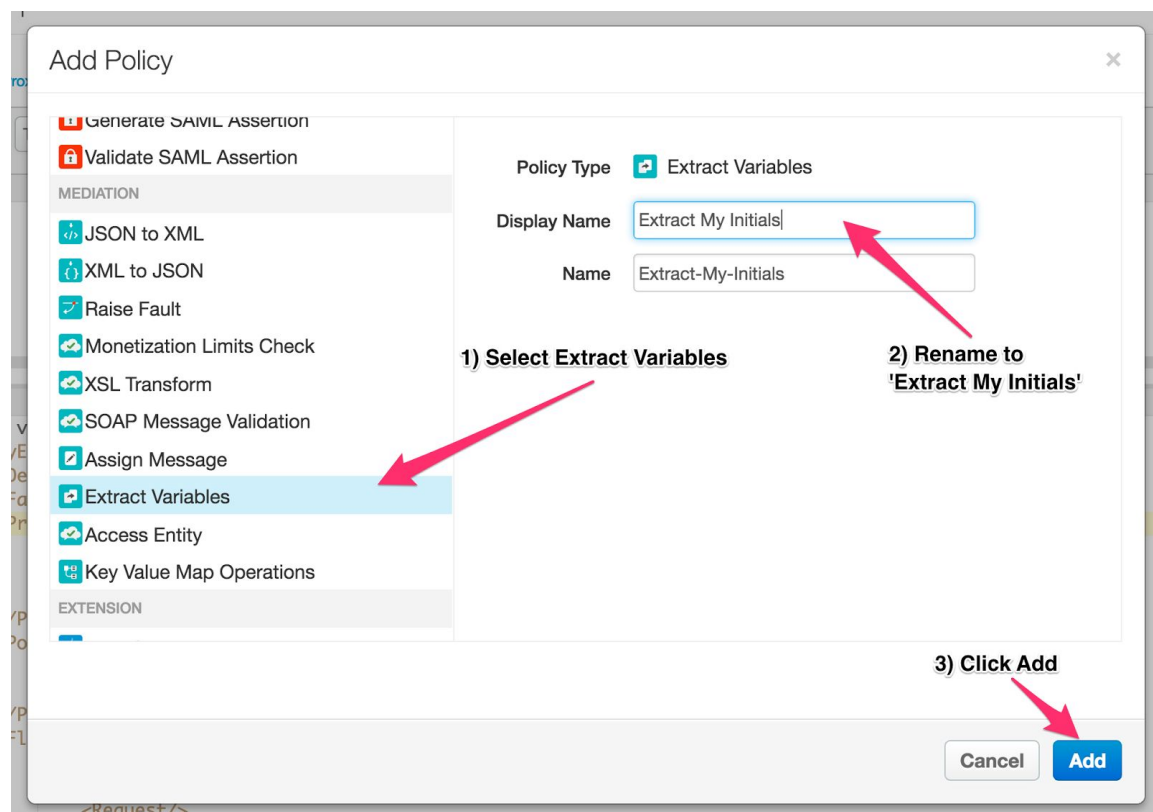 Add Policy
×
Generate SAML Assertion
Validate SAML Assertion
MEDIATION
JSON to XML
XML to JSON
Raise Fault
Monetization Limits Check
XSL Transform
SOAP Message Validation
Assign Message
Extract Variables
Access Entity
Key Value Map Operations
EXTENSION
Policy Type Extract Variables
Display Name Extract My Initials
Name Extract-My-Initials
1) Select Extract Variables
2) Rename to
'Extract My Initials'
3) Click Add
Cancel Add
<Request/>